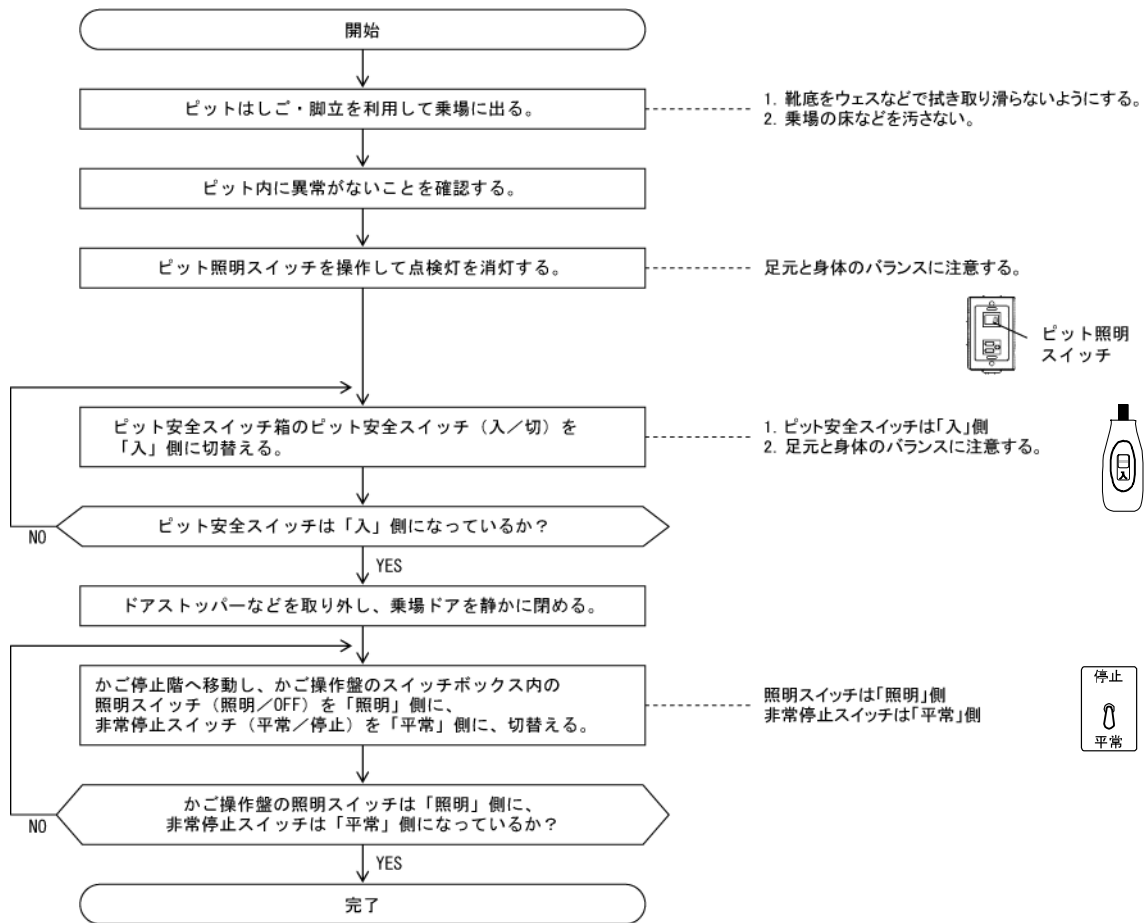 開始
ピットはしご・脚立を利用して乗場に出る。
1. 靴底をウェスなどで拭き取り滑らないようにする。
2. 乗場の床などを汚さない。
ピット内に異常がないことを確認する。
ピット照明スイッチを操作して点検灯を消灯する。
足元と身体のバランスに注意する。
ピット照明
スイッチ
ピット安全スイッチ箱のピット安全スイッチ（入／切）を
「入」側に切替える。
1. ピット安全スイッチは「入」側
2. 足元と身体のバランスに注意する。
入
ピット安全スイッチは「入」側になっているか？
NO
YES
ドアストッパーなどを取り外し、乗場ドアを静かに閉める。
かご停止階へ移動し、かご操作盤のスイッチボックス内の
照明スイッチ（照明／OFF）を「照明」側に、
非常停止スイッチ（平常／停止）を「平常」側に、切替える。
照明スイッチは「照明」側
非常停止スイッチは「平常」側
停止
平常
かご操作盤の照明スイッチは「照明」側に、
非常停止スイッチは「平常」側になっているか？
NO
YES
完了